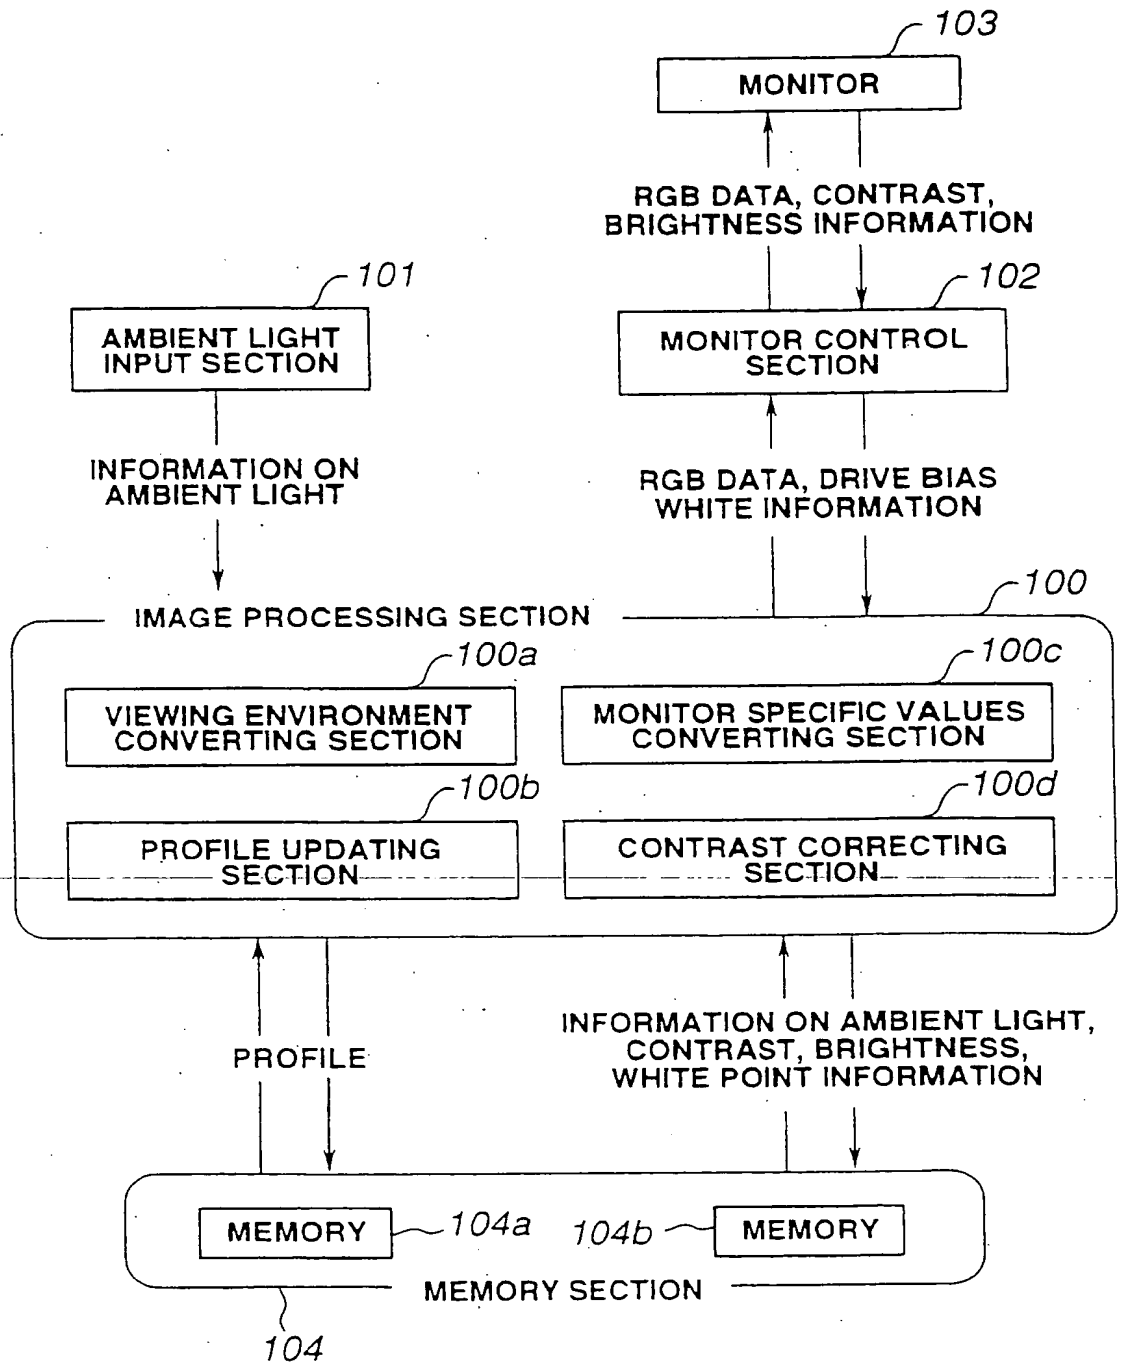 103
MONITOR
RGB DATA, CONTRAST,
BRIGHTNESS INFORMATION
101
AMBIENT LIGHT
INPUT SECTION
102
MONITOR CONTROL
SECTION
INFORMATION ON
AMBIENT LIGHT
RGB DATA, DRIVE BIAS
WHITE INFORMATION
100
IMAGE PROCESSING SECTION
100a
VIEWING ENVIRONMENT
CONVERTING SECTION
100c
MONITOR SPECIFIC VALUES
CONVERTING SECTION
100b
PROFILE UPDATING
SECTION
100d
CONTRAST CORRECTING
SECTION
PROFILE
INFORMATION ON AMBIENT LIGHT,
CONTRAST, BRIGHTNESS,
WHITE POINT INFORMATION
MEMORY
104a
104b
MEMORY
MEMORY SECTION
104